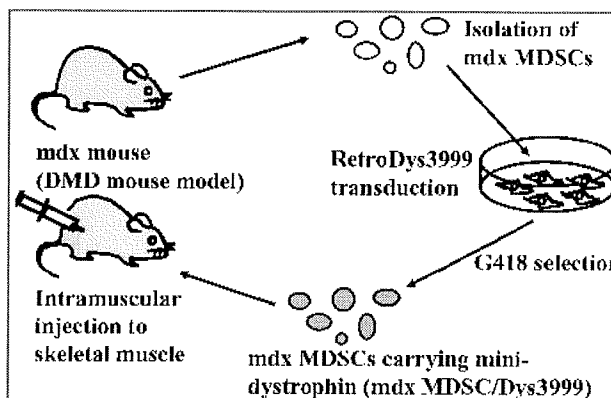 Isolation of
mdx MDSCs
mdx mouse
(DMD mouse model)
RetroDys3999
transduction
G418 selection
Intramuscular
injection to
skeletal muscle
mdx MDSCs carrying mini-
dystrophin (mdx MDSC/Dys3999)